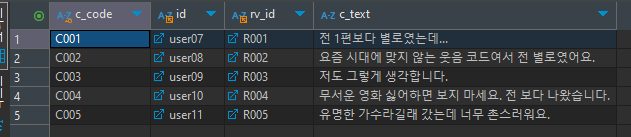 c_code id rv_id c_text
1 C001 user07 R001 전 1편보다 별로였는데...
2 C002 user08 R002 요즘 시대에 맞지 않는 웃음 코드여서 전 별로였어요.
3 C003 user09 R003 저도 그렇게 생각합니다.
4 C004 user10 R004 무서운 영화 싫어하면 보지 마세요. 전 보다 나왔습니다.
5 C005 user11 R005 유명한 가수라길래 갔는데 너무 촌스러워요.